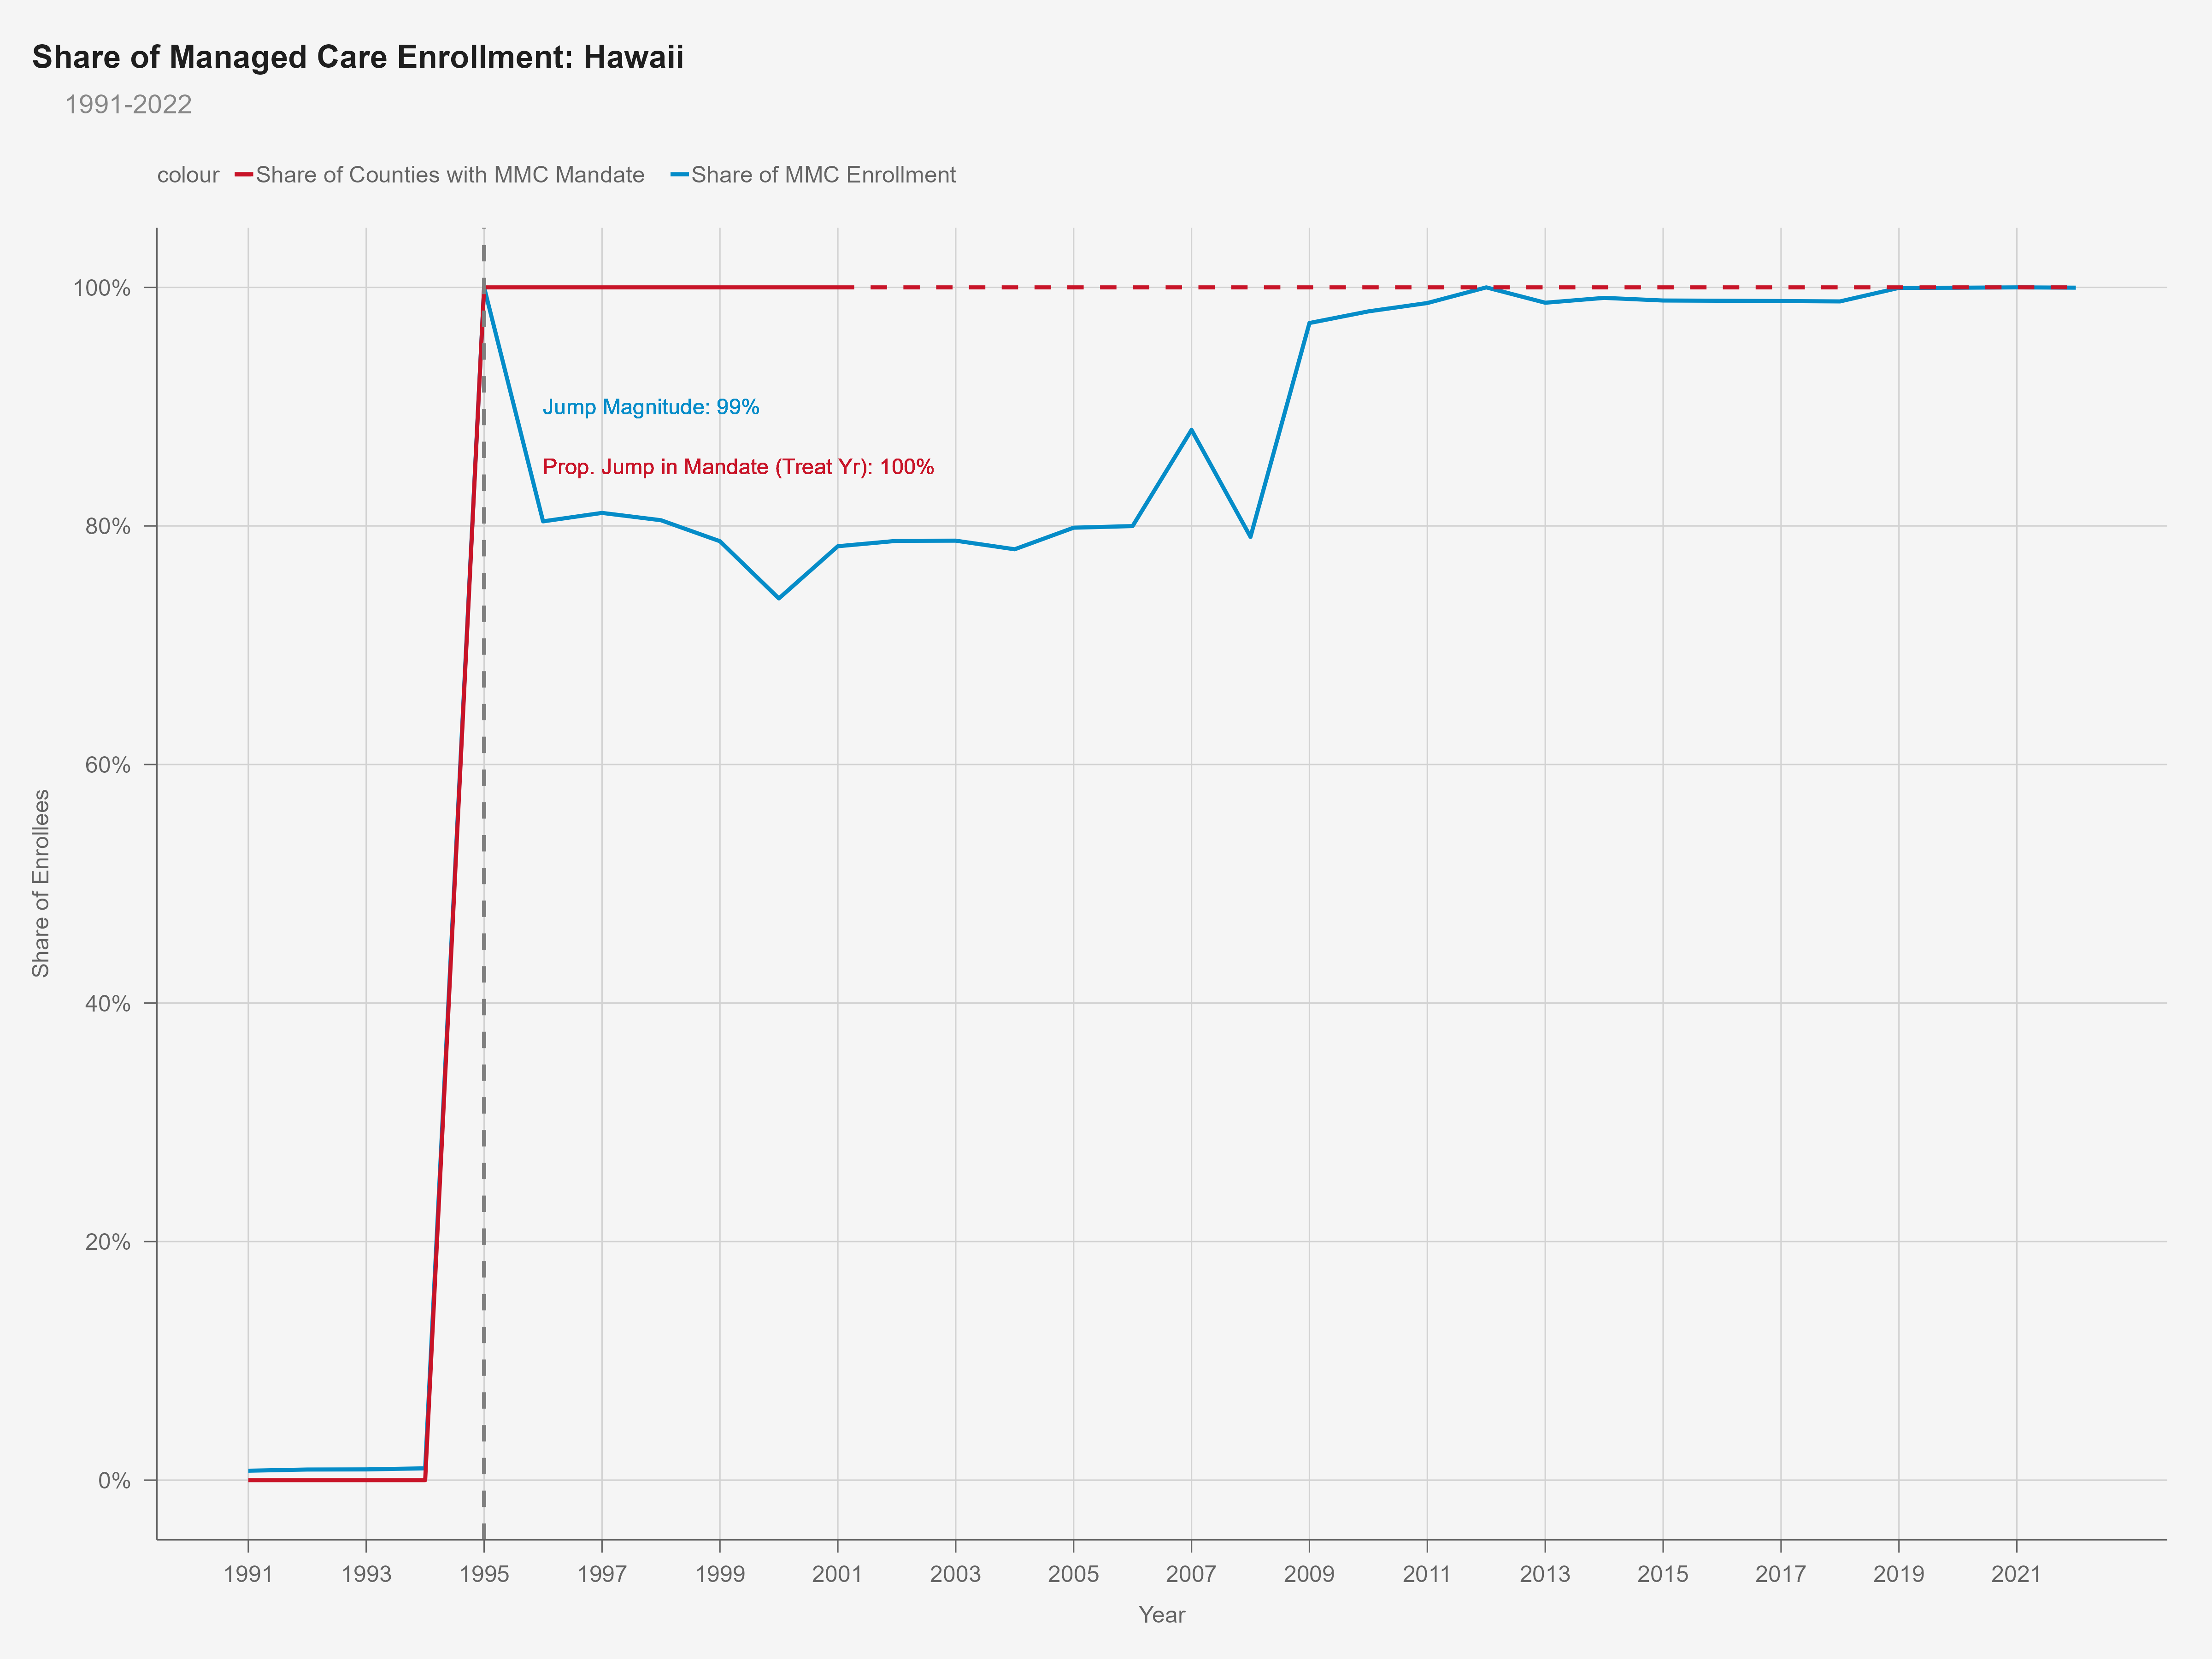 Share of Managed Care Enrollment: Hawaii
1991-2022
colour Share of Counties with MMC Mandate Share of MMC Enrollment
100%
Jump Magnitude: 99%
Prop. Jump in Mandate (Treat Yr): 100%
80%
60%
40%
20%
0%
Share of Enrollees
1991 1993 1995 1997 1999 2001 2003 2005 2007 2009 2011 2013 2015 2017 2019 2021
Year